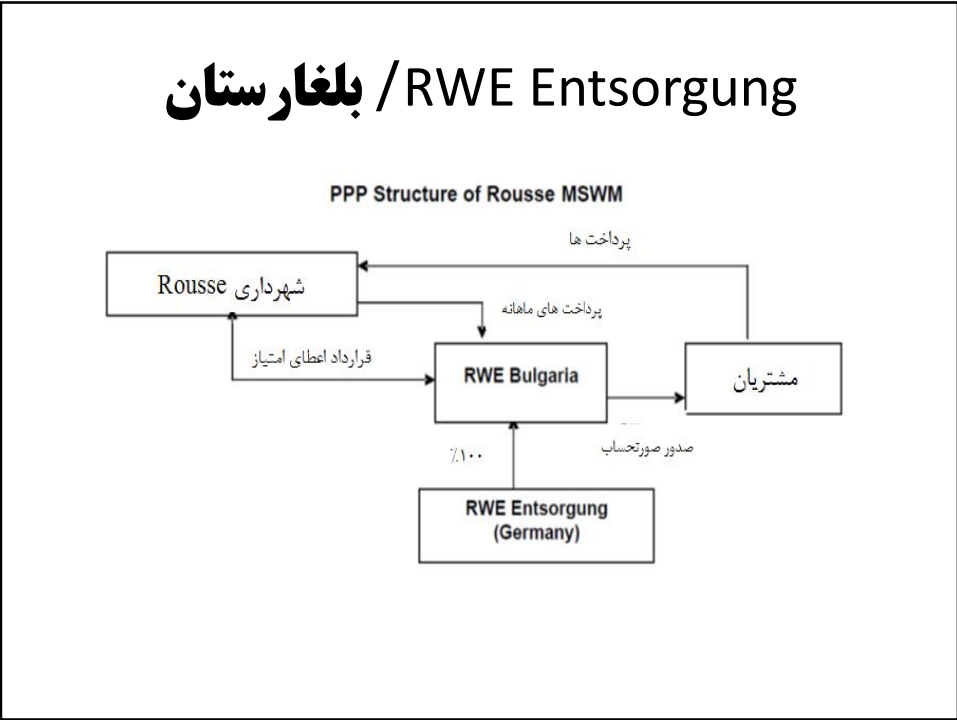 بلغارستان /RWE Entsorgung
PPP Structure of Rousse MSWM
پرداخت ها
شهرداری Rousse
پرداخت های ماهانه
قرارداد اعطای امتیاز
RWE Bulgaria
مشتریان
صدور صورتحساب
٪۱۰۰
RWE Entsorgung
(Germany)